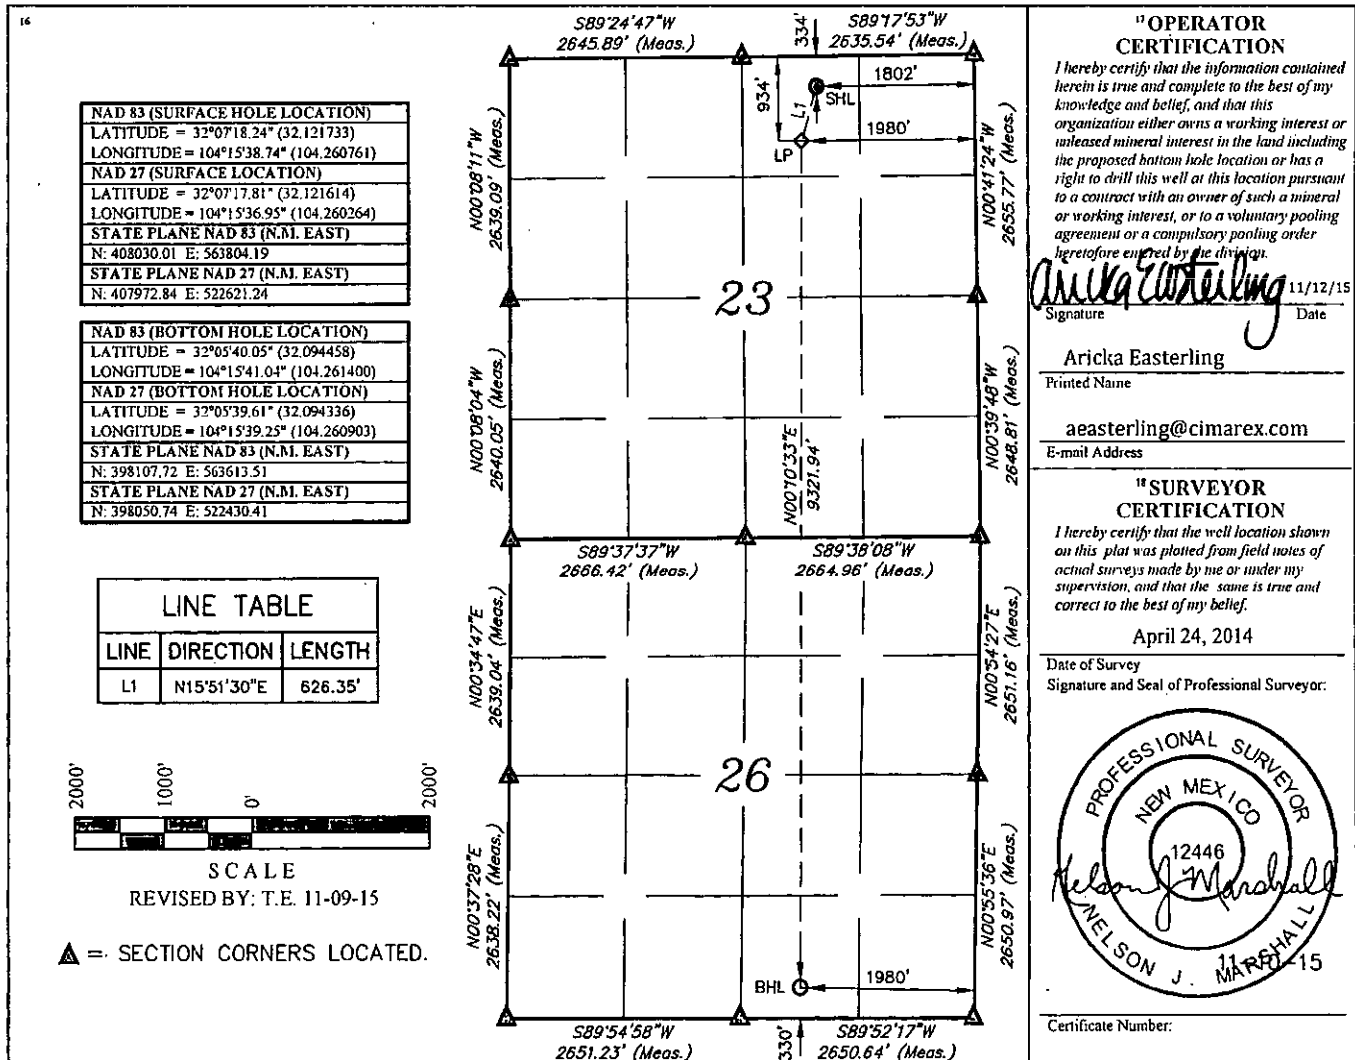 16
NAD 83 (SURFACE HOLE LOCATION)
LATITUDE = 32°07'18.24" (32.121733)
LONGITUDE = 104°15'38.74" (104.260761)
NAD 27 (SURFACE LOCATION)
LATITUDE = 32°07'17.81" (32.121614)
LONGITUDE = 104°15'36.95" (104.260264)
STATE PLANE NAD 83 (N.M. EAST)
N: 408030.01 E: 563804.19
STATE PLANE NAD 27 (N.M. EAST)
N: 407972.84 E: 522621.24
NAD 83 (BOTTOM HOLE LOCATION)
LATITUDE = 32°05'40.05" (32.094458)
LONGITUDE = 104°15'41.04" (104.261400)
NAD 27 (BOTTOM HOLE LOCATION)
LATITUDE = 32°05'39.61" (32.094336)
LONGITUDE = 104°15'39.25" (104.260903)
STATE PLANE NAD 83 (N.M. EAST)
N: 398107.72 E: 563613.51
STATE PLANE NAD 27 (N.M. EAST)
N: 398050.74 E: 522430.41
LINE TABLE
LINE DIRECTION LENGTH
L1 N15°51'30"E 626.35'
2000' 1000' 0' 2000'
SCALE
REVISED BY: T.E. 11-09-15
= SECTION CORNERS LOCATED.
S89°24'47"W
2645.89' (Meas.)
S89°17'53"W
2635.54' (Meas.)
334'
1802'
SHL
934'
L1
1980'
LP
N00°08'11"W
2639.09' (Meas.)
N00°41'24"W
2655.77' (Meas.)
23
N00°08'04"W
2640.05' (Meas.)
N00°10'33"E
9321.94'
N00°39'48"W
2648.81' (Meas.)
S89°37'37"W
2666.42' (Meas.)
S89°38'08"W
2664.96' (Meas.)
N00°34'47"E
2639.04' (Meas.)
N00°54'27"E
2651.16' (Meas.)
26
N00°37'28"E
2638.22' (Meas.)
N00°55'36"E
2650.97' (Meas.)
BHL
1980'
S89°54'58"W
2651.23' (Meas.)
330'
S89°52'17"W
2650.64' (Meas.)
17 OPERATOR
CERTIFICATION
I hereby certify that the information contained
herein is true and complete to the best of my
knowledge and belief, and that this
organization either owns a working interest or
unleased mineral interest in the land including
the proposed bottom hole location or has a
right to drill this well at this location pursuant
to a contract with an owner of such a mineral
or working interest, or to a voluntary pooling
agreement or a compulsory pooling order
heretofore entered by the division.
Aricka Easterling 11/12/15
Signature Date
Aricka Easterling
Printed Name
aeasterling@cimarex.com
E-mail Address
18 SURVEYOR
CERTIFICATION
I hereby certify that the well location shown
on this plat was plotted from field notes of
actual surveys made by me or under my
supervision, and that the same is true and
correct to the best of my belief.
April 24, 2014
Date of Survey
Signature and Seal of Professional Surveyor:
PROFESSIONAL SURVEYOR
NEW MEXICO
12446
Nelson J Marshall
NELSON J. MARSHALL
Certificate Number: